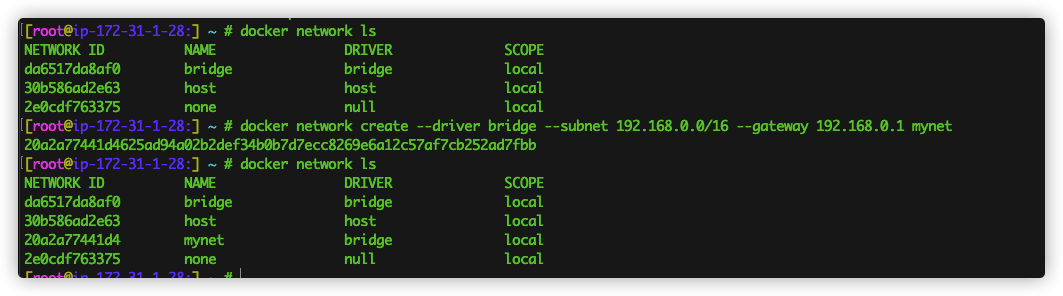 [root@ip-172-31-1-28:] ~ # docker network ls
NETWORK ID NAME DRIVER SCOPE
da6517da8af0 bridge bridge local
30b586ad2e63 host host local
2e0cdf763375 none null local
[root@ip-172-31-1-28:] ~ # docker network create --driver bridge --subnet 192.168.0.0/16 --gateway 192.168.0.1 mynet
20a2a77441d4625ad94a02b2def34b0b7d7ecc8269e6a12c57af7cb252ad7fbb
[root@ip-172-31-1-28:] ~ # docker network ls
NETWORK ID NAME DRIVER SCOPE
da6517da8af0 bridge bridge local
30b586ad2e63 host host local
20a2a77441d4 mynet bridge local
2e0cdf763375 none null local
[root@ip-172-31-1-28:] ~ #